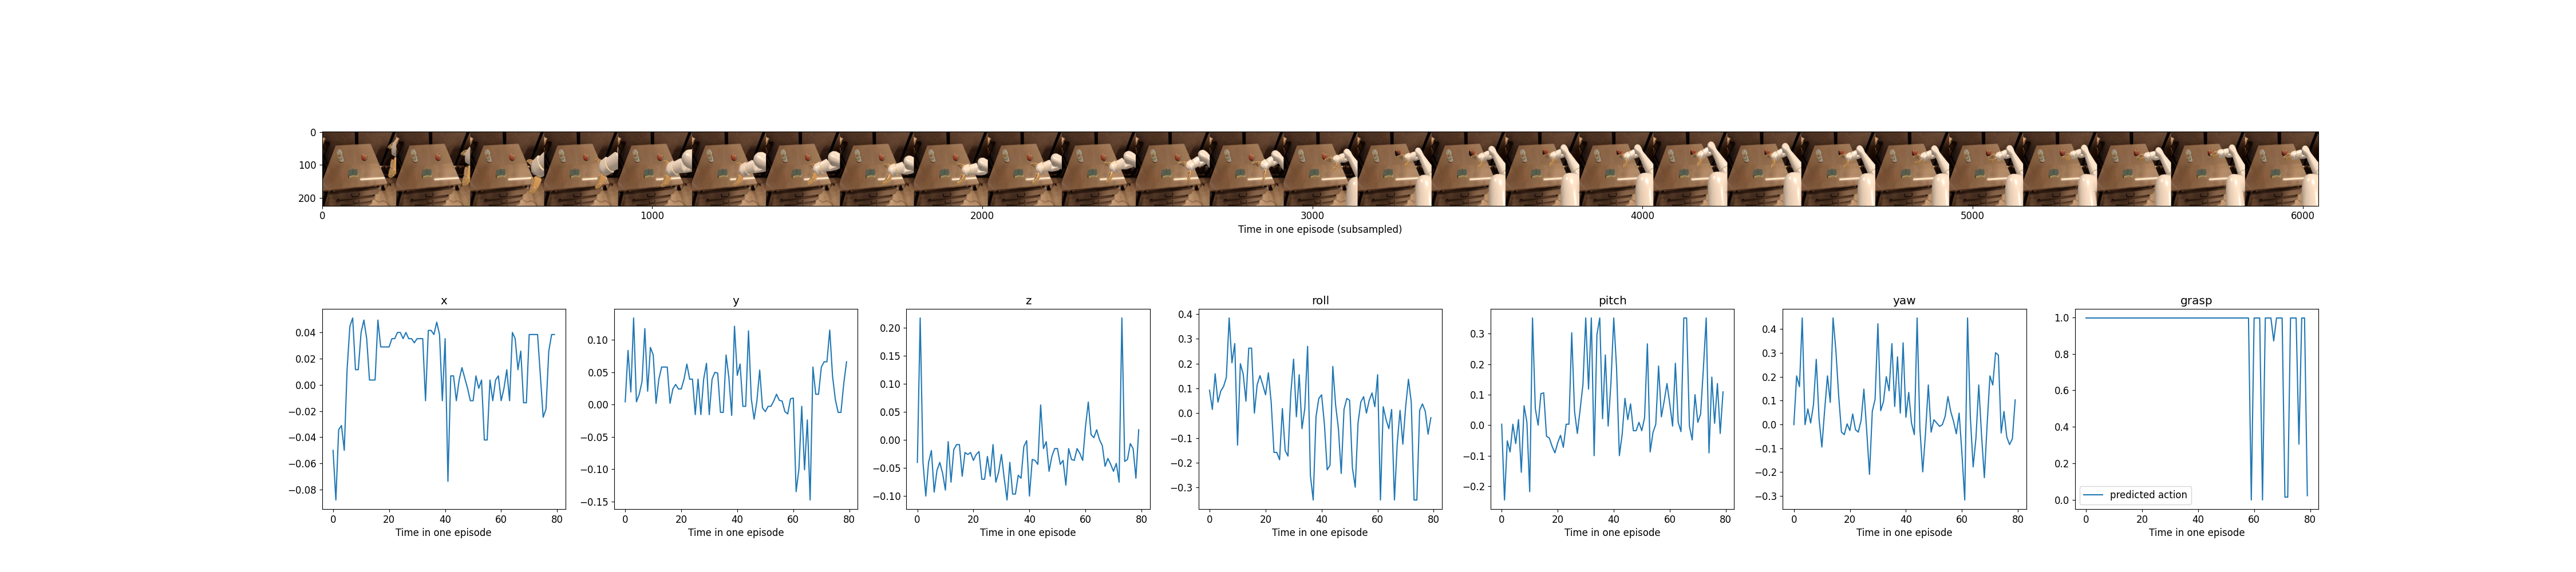 0
100
200
0 1000 2000 3000 4000 5000 6000
Time in one episode (subsampled)
x
0.04
0.02
0.00
−0.02
−0.04
−0.06
−0.08
0 20 40 60 80
Time in one episode
y
0.10
0.05
0.00
−0.05
−0.10
−0.15
0 20 40 60 80
Time in one episode
z
0.20
0.15
0.10
0.05
0.00
−0.05
−0.10
0 20 40 60 80
Time in one episode
roll
0.4
0.3
0.2
0.1
0.0
−0.1
−0.2
−0.3
0 20 40 60 80
Time in one episode
pitch
0.3
0.2
0.1
0.0
−0.1
−0.2
0 20 40 60 80
Time in one episode
yaw
0.4
0.3
0.2
0.1
0.0
−0.1
−0.2
−0.3
0 20 40 60 80
Time in one episode
grasp
1.0
0.8
0.6
0.4
0.2
0.0
predicted action
0 20 40 60 80
Time in one episode